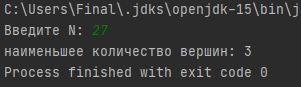 C:\Users\Final\.jdks\openjdk-15\bin\j
Введите N: 27
наименьшее количество вершин: 3
Process finished with exit code 0